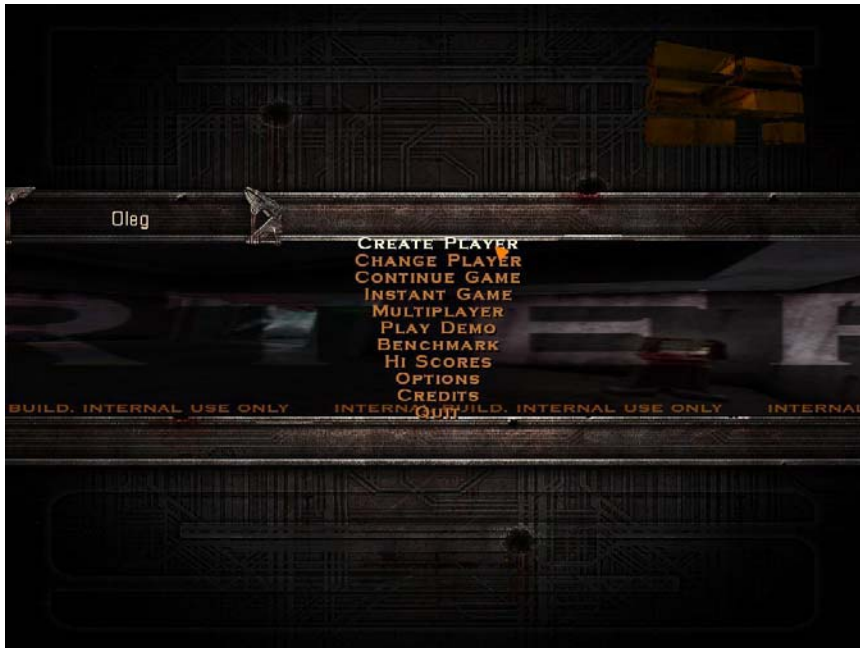 Oleg
CREATE PLAYER
CHANGE PLAYER
CONTINUE GAME
INSTANT GAME
MULTIPLAYER
PLAY DEMO
BENCHMARK
HI SCORES
OPTIONS
CREDITS
BUILD. INTERNAL USE ONLY INTERNAL BUILD. INTERNAL USE ONLY INTERNAL
QUIT